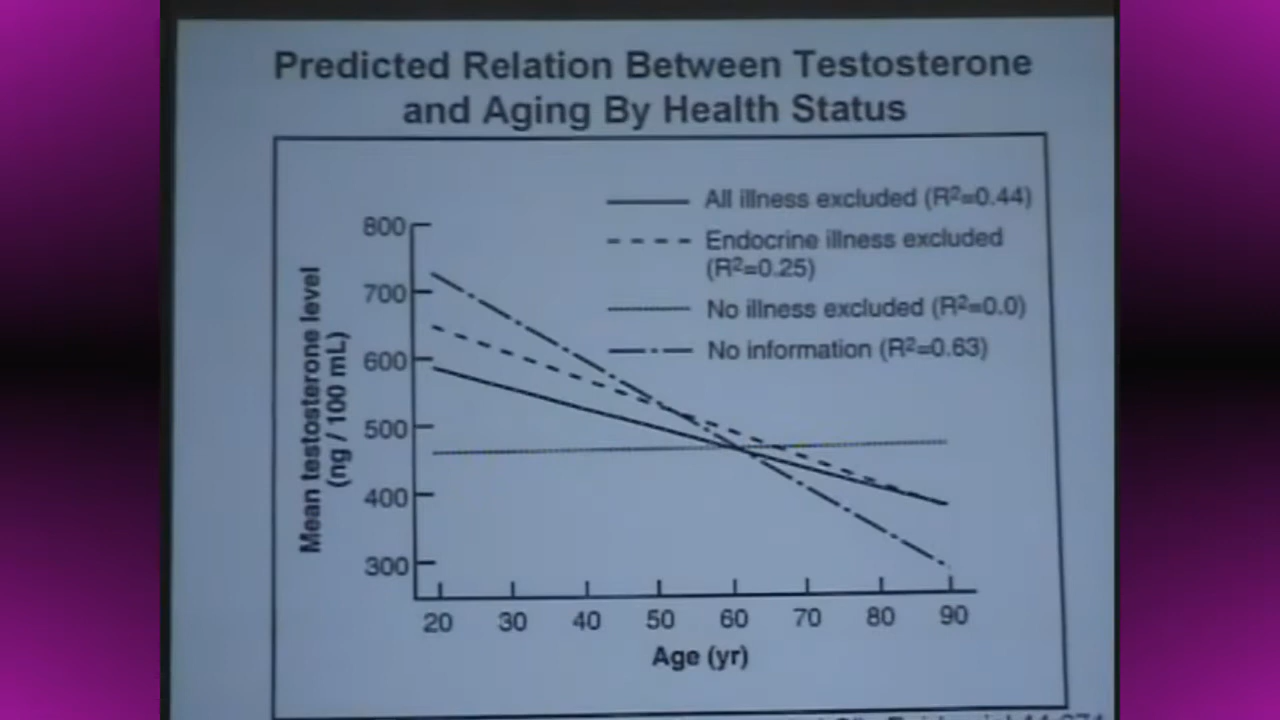 Predicted Relation Between Testosterone
and Aging By Health Status
All illness excluded (R²=0.44)
Endocrine illness excluded
(R²=0.25)
No illness excluded (R²=0.0)
No information (R²=0.63)
800
700
600
500
400
300
Mean testosterone level
(ng / 100 mL)
20 30 40 50 60 70 80 90
Age (yr)